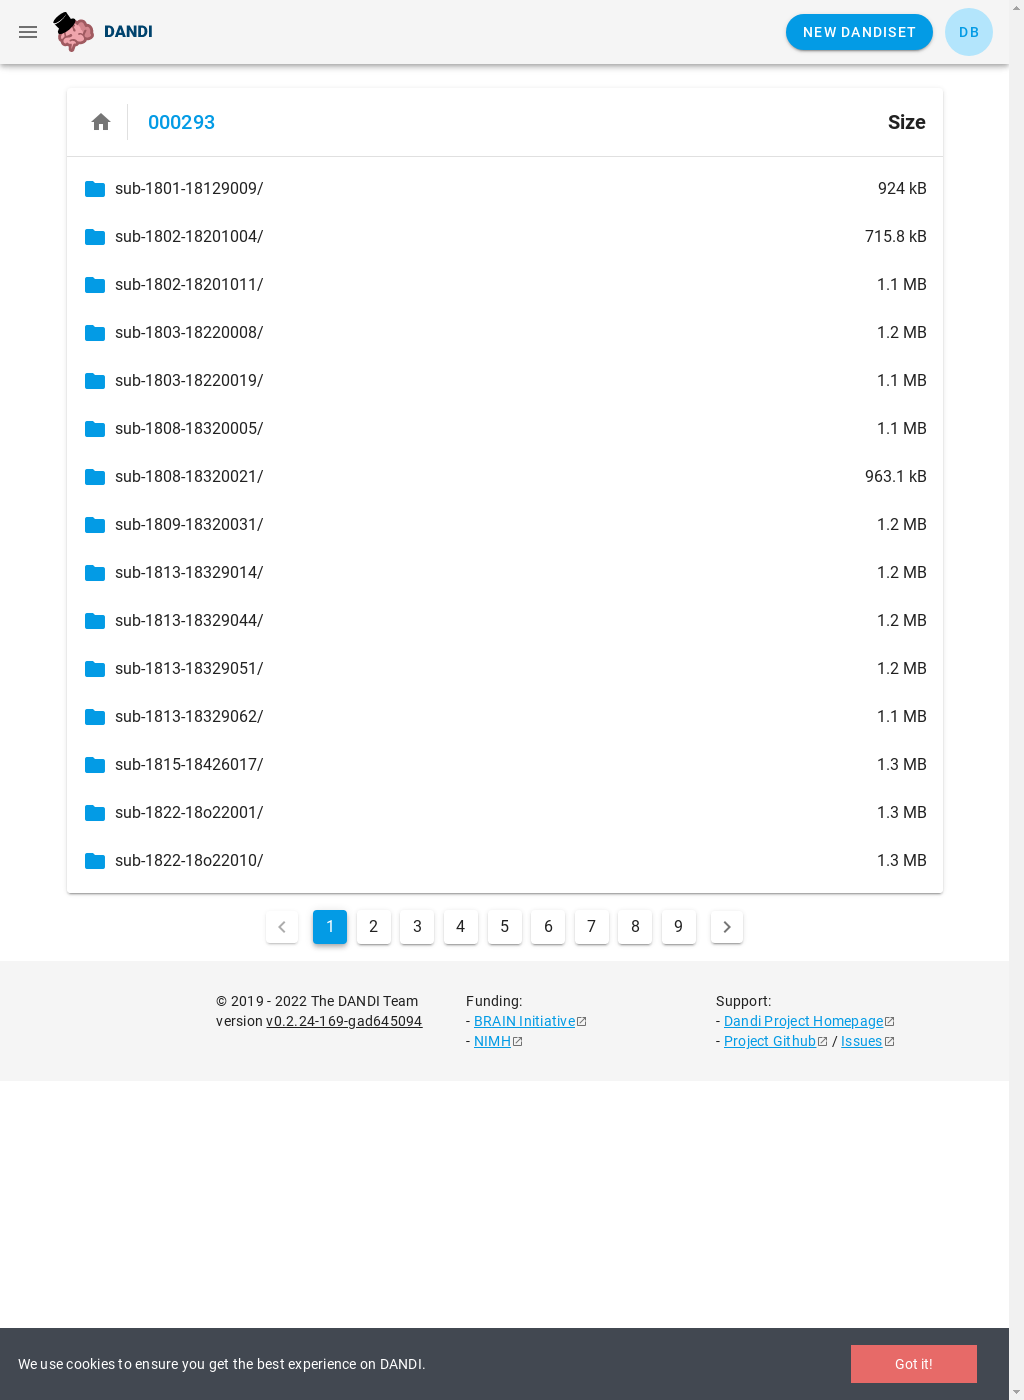 DANDI
NEW DANDISET
DB
000293
Size
sub-1801-18129009/ 924 kB
sub-1802-18201004/ 715.8 kB
sub-1802-18201011/ 1.1 MB
sub-1803-18220008/ 1.2 MB
sub-1803-18220019/ 1.1 MB
sub-1808-18320005/ 1.1 MB
sub-1808-18320021/ 963.1 kB
sub-1809-18320031/ 1.2 MB
sub-1813-18329014/ 1.2 MB
sub-1813-18329044/ 1.2 MB
sub-1813-18329051/ 1.2 MB
sub-1813-18329062/ 1.1 MB
sub-1815-18426017/ 1.3 MB
sub-1822-18o22001/ 1.3 MB
sub-1822-18o22010/ 1.3 MB
1 2 3 4 5 6 7 8 9
© 2019 - 2022 The DANDI Team
version v0.2.24-169-gad645094
Funding:
- BRAIN Initiative
- NIMH
Support:
- Dandi Project Homepage
- Project Github / Issues
We use cookies to ensure you get the best experience on DANDI.
Got it!